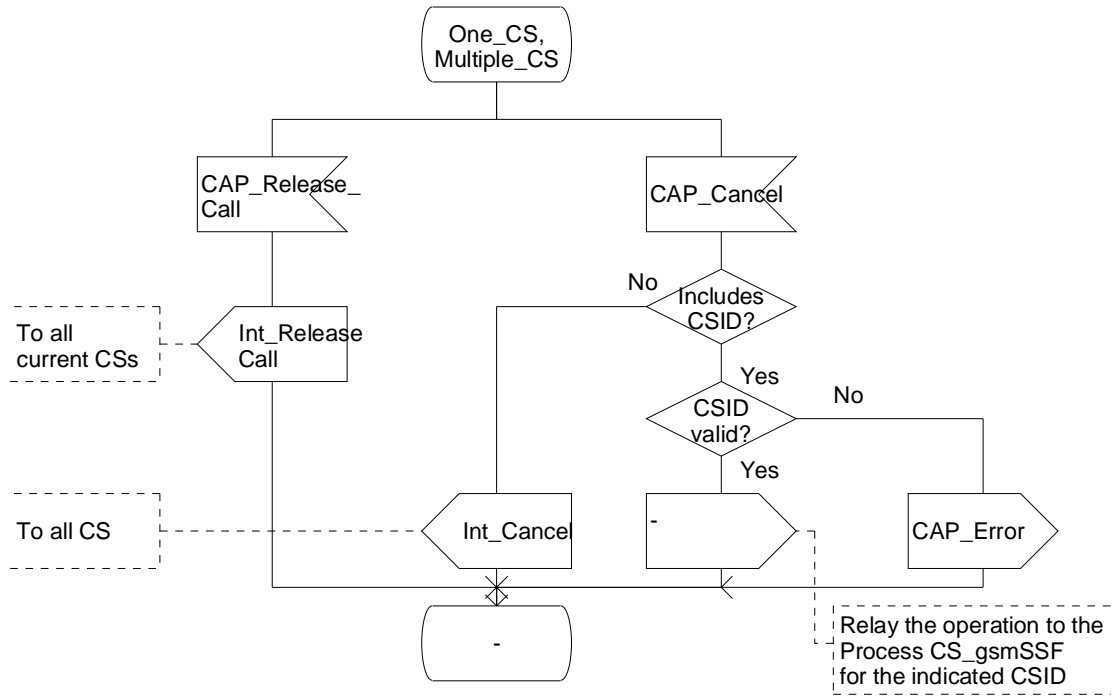 One_CS,
Multiple_CS
CAP_Release_
Call
CAP_Cancel
No
Includes
CSID?
To all
current CSs
Int_Release
Call
Yes
CSID
valid?
No
Yes
To all CS
Int_Cancel
-
CAP_Error
-
Relay the operation to the
Process CS_gsmSSF
for the indicated CSID